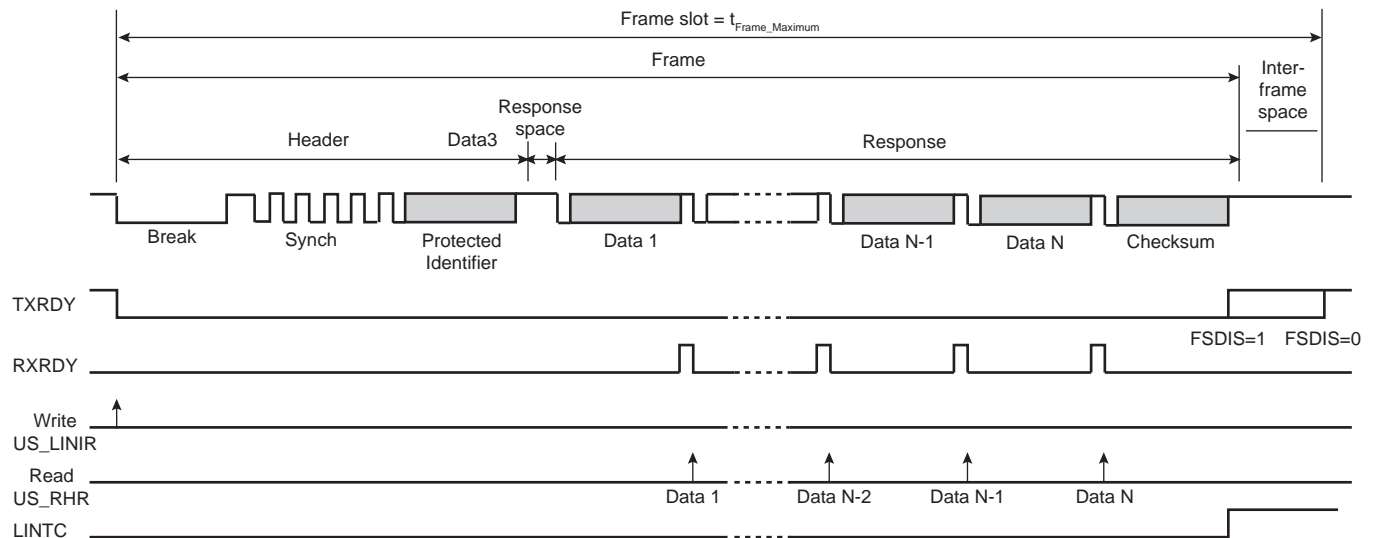 Frame slot = tFrame_Maximum
Frame
Inter-
frame
space
Response
space
Header
Data3
Response
Break
Synch
Protected
Identifier
Data 1
Data N-1
Data N
Checksum
TXRDY
FSDIS=1
FSDIS=0
RXRDY
Write
US_LINIR
Read
US_RHR
Data 1
Data N-2
Data N-1
Data N
LINTC